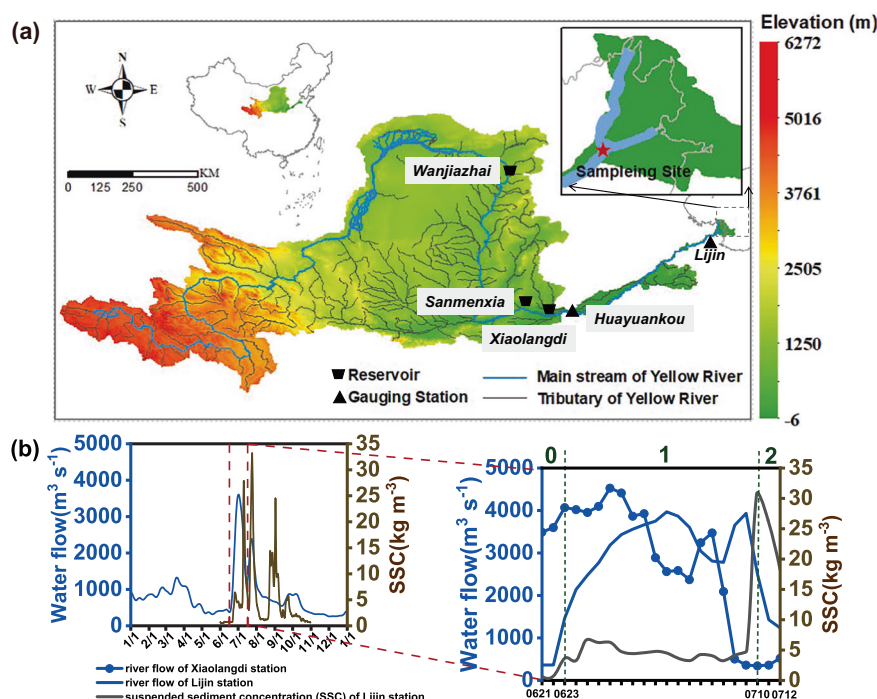 (a)
N
W E
S
KM
0 125 250 500
Elevation (m)
6272
5016
3761
2505
1250
-6
Sampleing Site
Wanjiazhai
Lijin
Sanmenxia
Huayuankou
Xiaolangdi
Reservoir
Main stream of Yellow River
Gauging Station
Tributary of Yellow River
(b)
Water flow(m³ s⁻¹)
5000
4000
3000
2000
1000
0
SSC(kg m⁻³)
35
30
25
20
15
10
5
0
1/1 2/1 3/1 4/1 5/1 6/1 7/1 8/1 9/1 10/1 11/1 12/1 1/1
0 1 2
Water flow(m³ s⁻¹)
5000
4000
3000
2000
1000
0
SSC(kg m⁻³)
35
30
25
20
15
10
5
0
0621 0623 0710 0712
river flow of Xiaolangdi station
river flow of Lijin station
suspended sediment concentration (SSC) of Lijin station